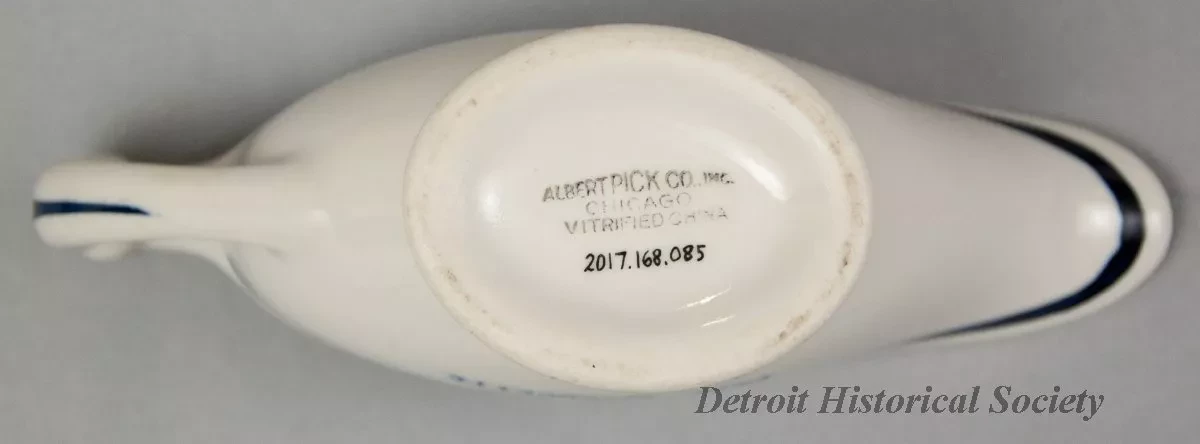 ALBERT PICK CO., INC.
CHICAGO
VITRIFIED CHINA
2017.168.085
Detroit Historical Society